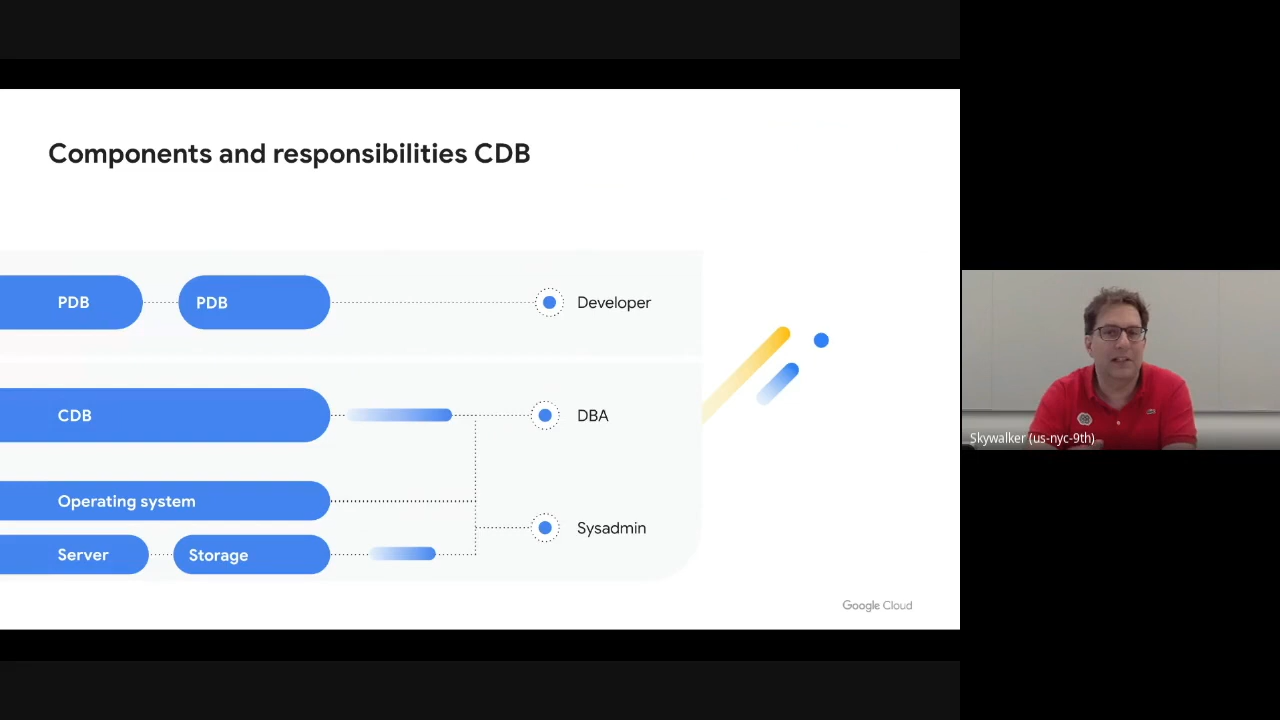 Components and responsibilities CDB
PDB
PDB
Developer
CDB
DBA
Operating system
Sysadmin
Server
Storage
Google Cloud
Skywalker (us-nyc-9th)